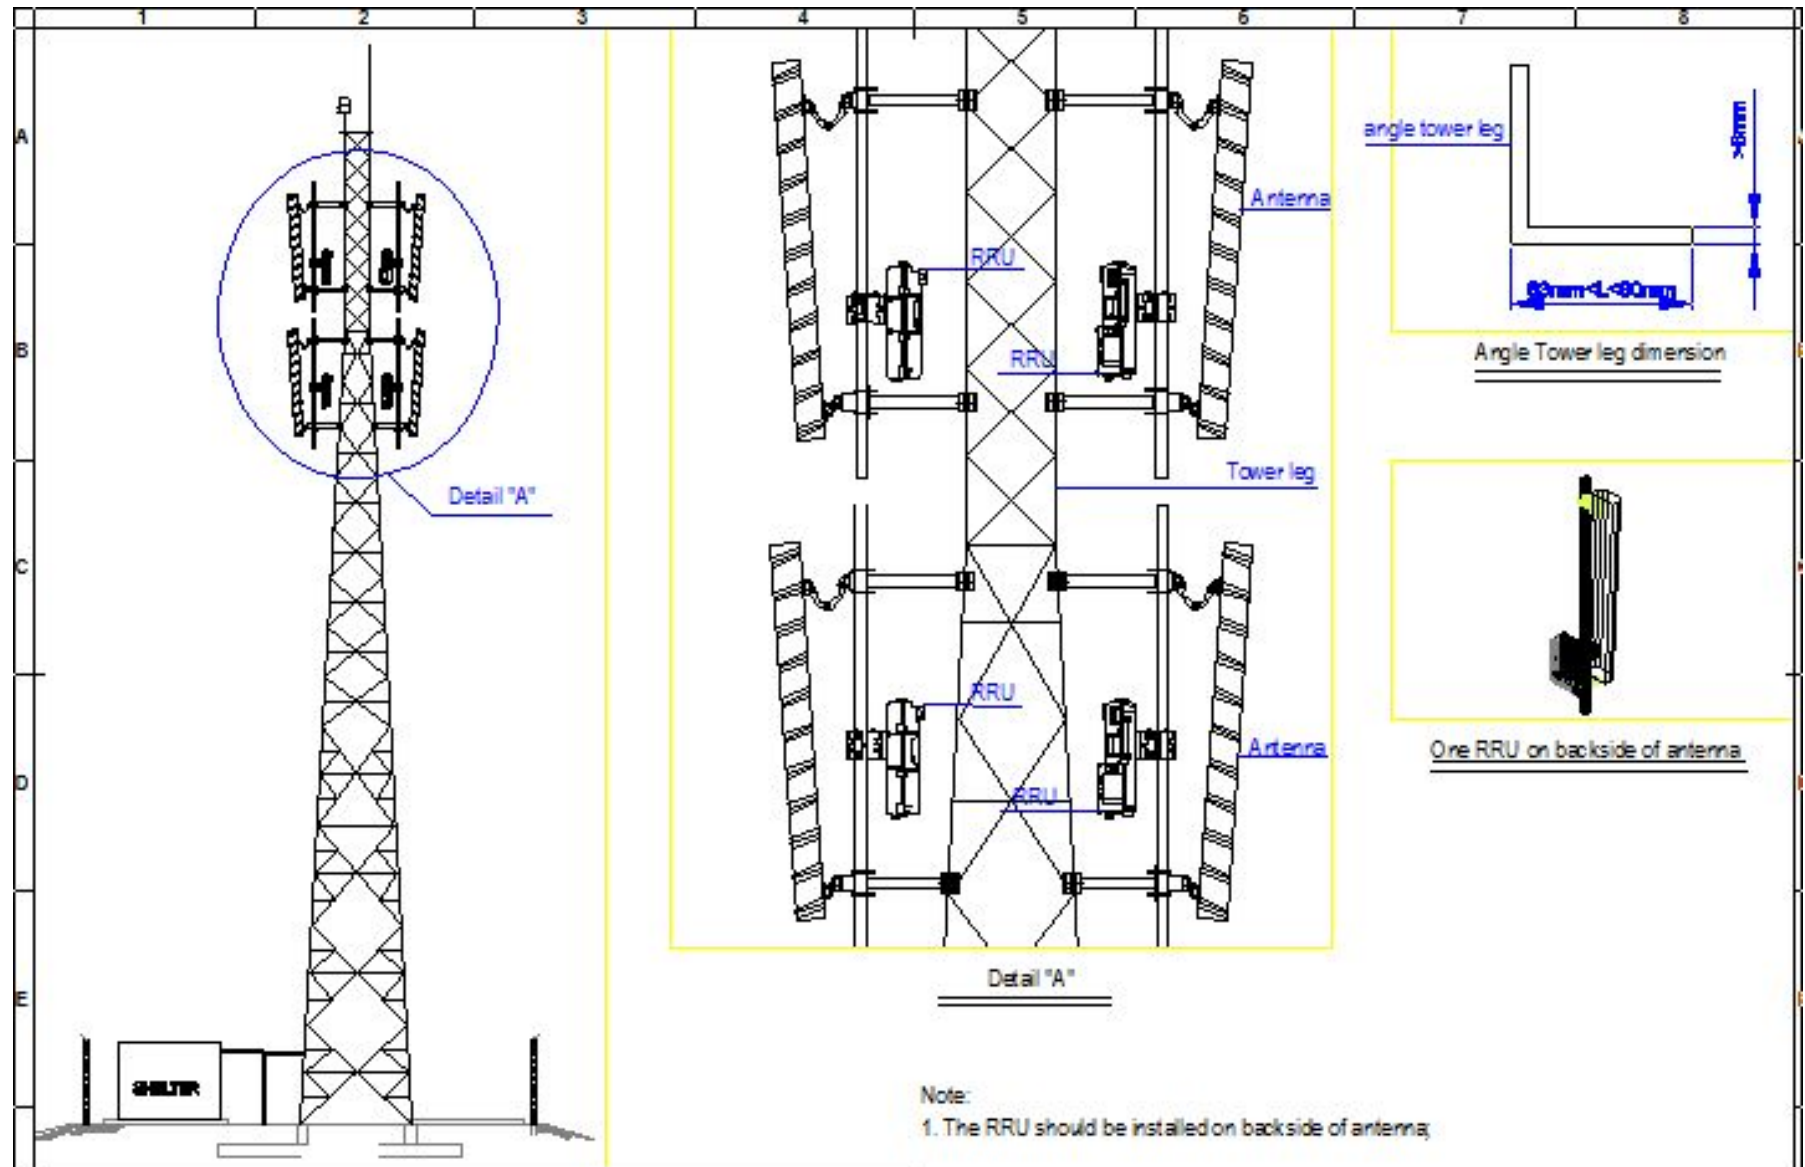 1 2 3 4 5 6 7 8
A
B
C
D
E
Detail "A"
SHELTER
RRU
RRU
Antenna
Tower leg
RRU
RRU
Antenna
Detail "A"
angle tower leg
>6mm
Angle Tower leg dimersion
One RRU on backside of antenna
Note:
1. The RRU should be installed on backside of antenna;